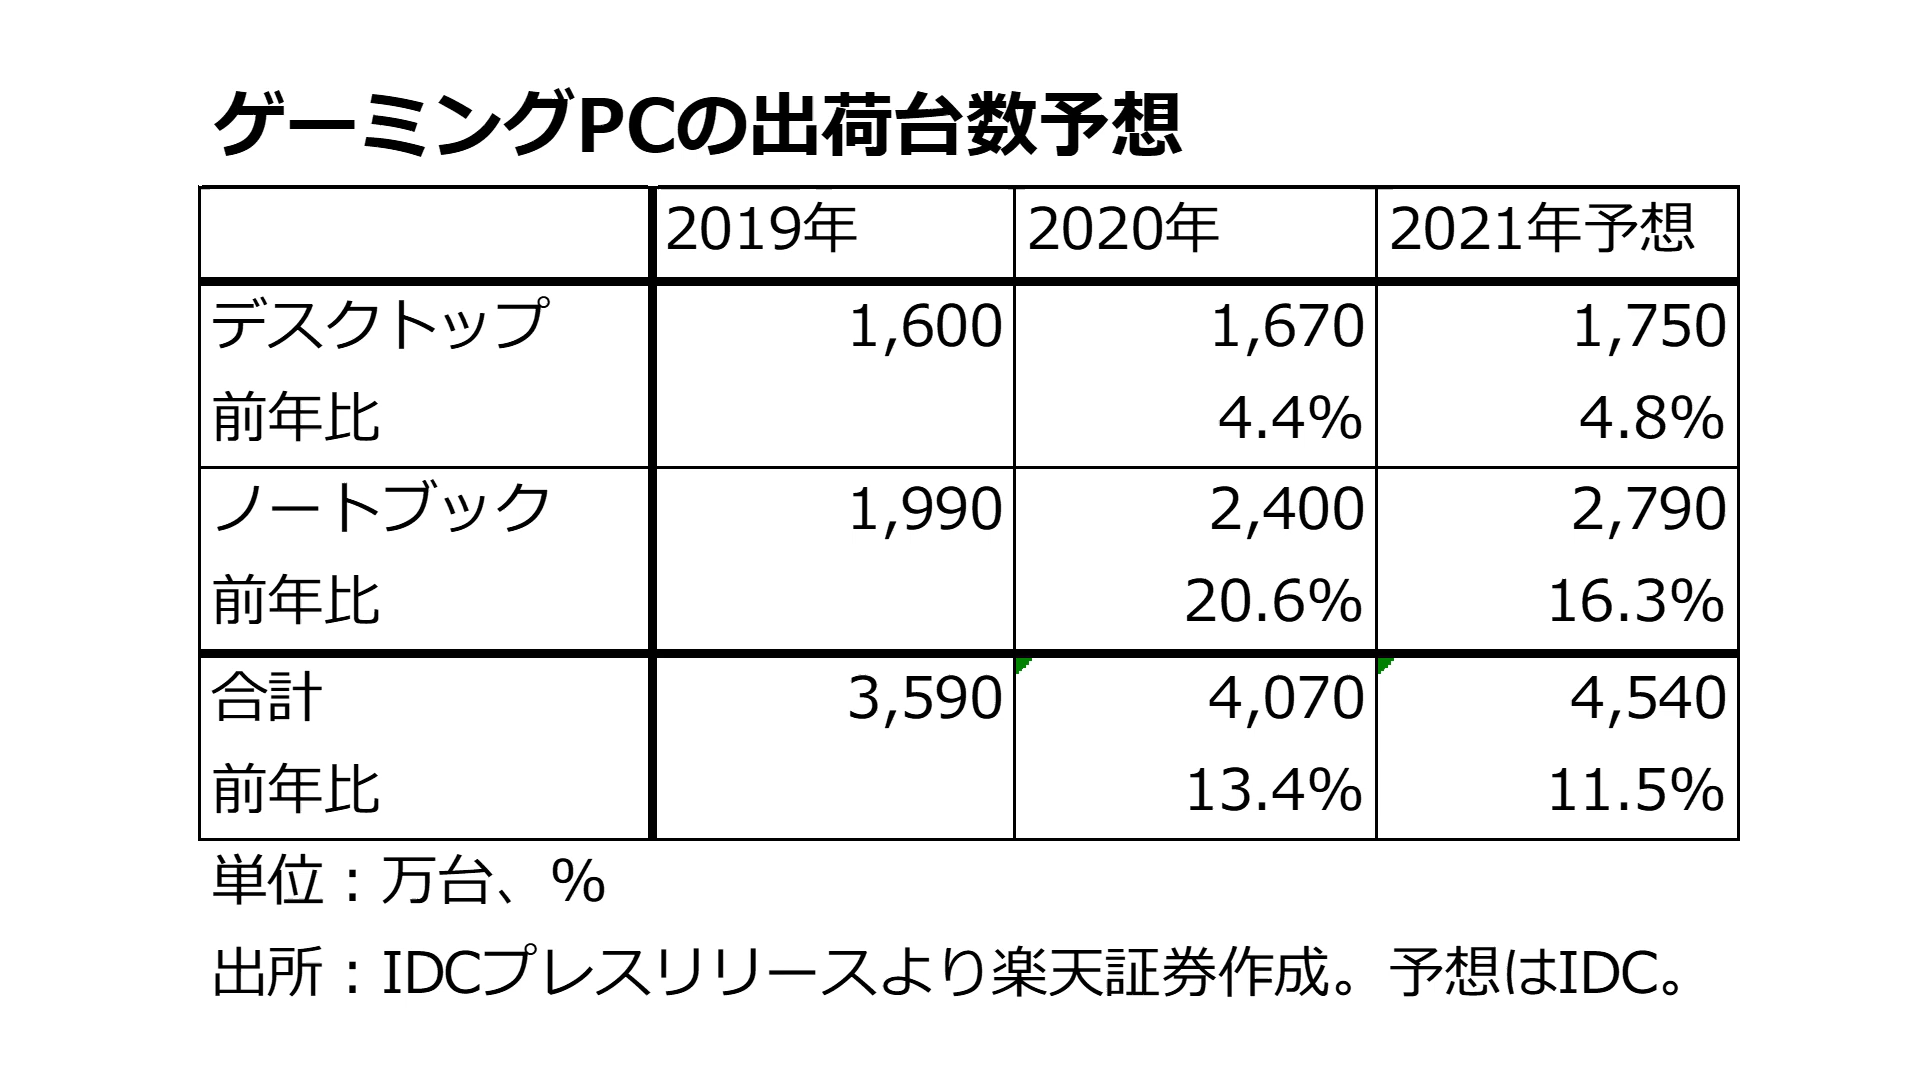 ゲーミングPCの出荷台数予想
2019年 2020年 2021年予想
デスクトップ 1,600 1,670 1,750
前年比 4.4% 4.8%
ノートブック 1,990 2,400 2,790
前年比 20.6% 16.3%
合計 3,590 4,070 4,540
前年比 13.4% 11.5%
単位：万台、%
出所：IDCプレスリリースより楽天証券作成。予想はIDC。